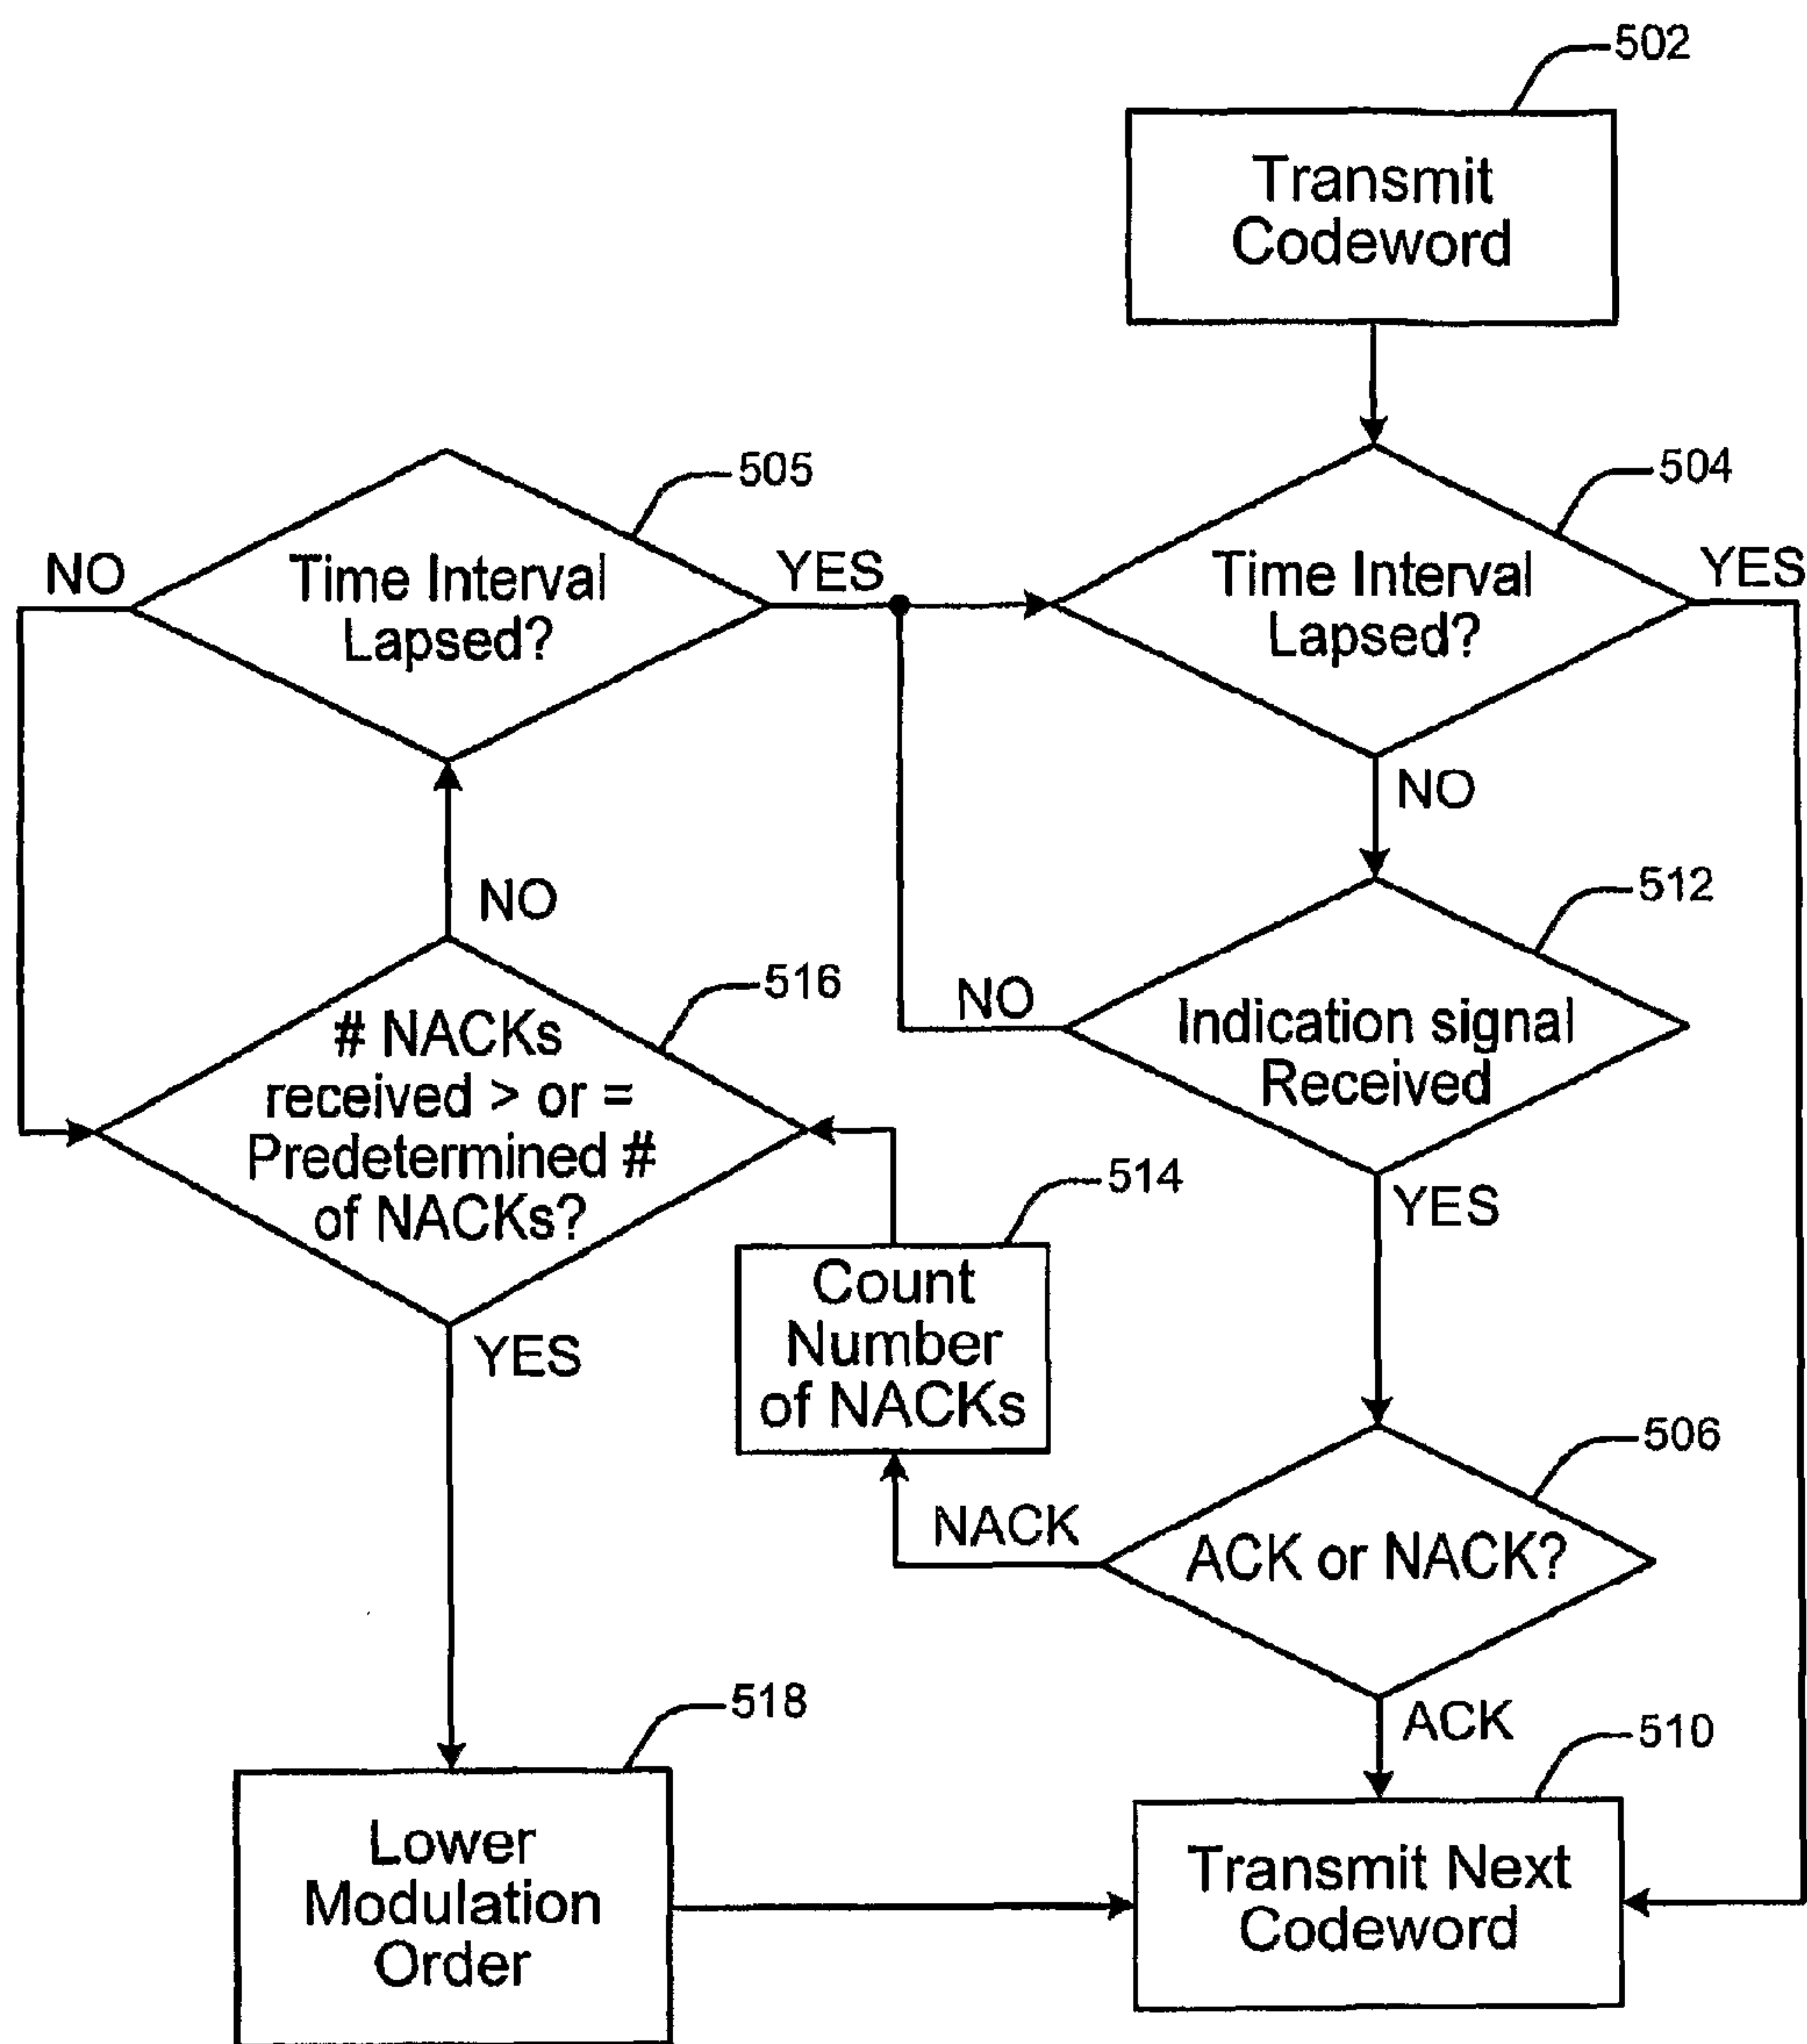 502
Transmit
Codeword
505
504
NO
Time Interval
Lapsed?
YES
Time Interval
Lapsed?
YES
NO
512
NO
516
NO
Indication signal
Received
# NACKs
received > or =
Predetermined #
of NACKs?
514
YES
Count
Number
of NACKs
YES
506
NACK
ACK or NACK?
518
ACK
510
Lower
Modulation
Order
Transmit Next
Codeword